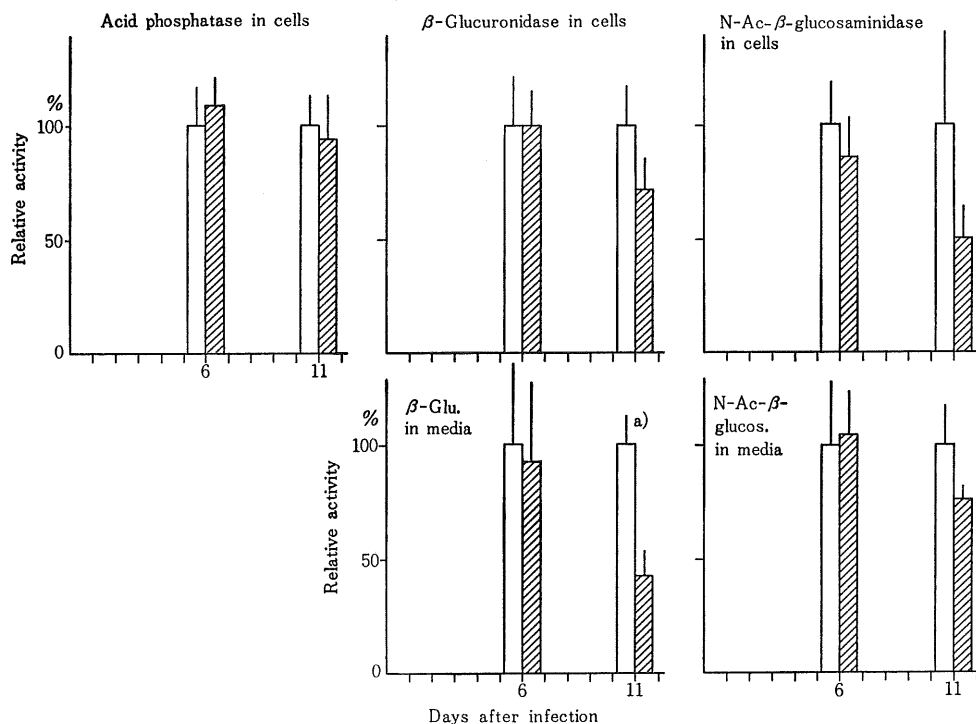 Acid phosphatase in cells
β-Glucuronidase in cells
N-Ac-β-glucosaminidase
in cells
%
100
50
0
Relative activity
6
11
β-Glu.
in media
a)
N-Ac-β-
glucos.
in media
%
100
50
0
Relative activity
6
11
6
11
Days after infection